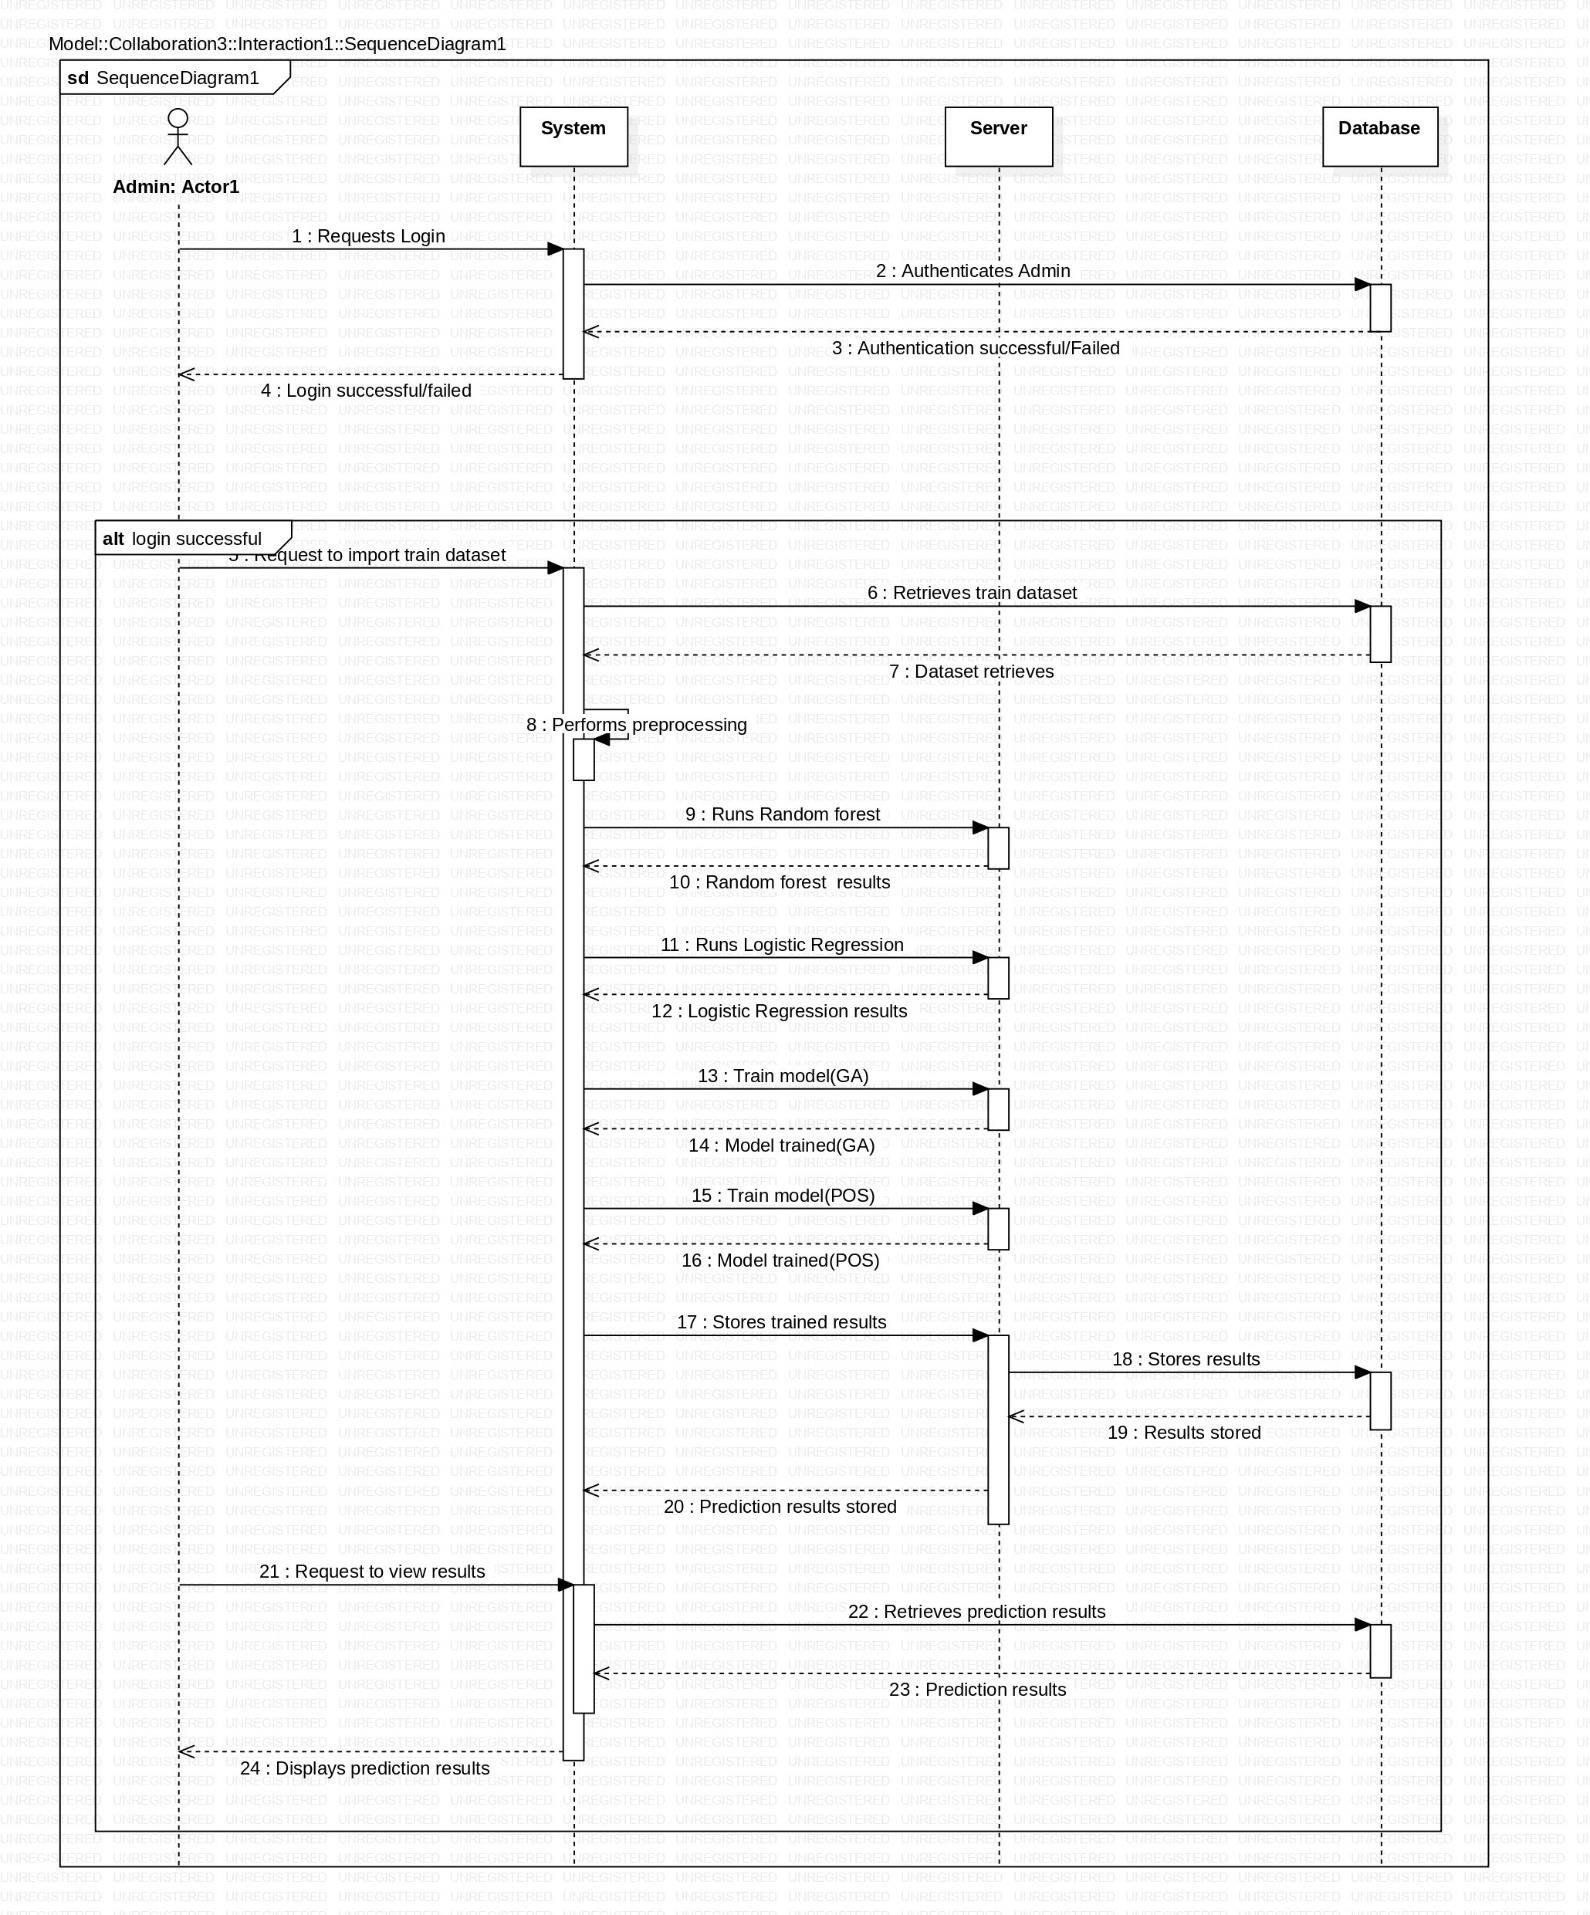 Model::Collaboration3::Interaction1::SequenceDiagram1
sd SequenceDiagram1
System
Server
Database
Admin: Actor1
1 : Requests Login
2 : Authenticates Admin
3 : Authentication successful/Failed
4 : Login successful/failed
alt login successful
5 : Request to import train dataset
6 : Retrieves train dataset
7 : Dataset retrieves
8 : Performs preprocessing
9 : Runs Random forest
10 : Random forest  results
11 : Runs Logistic Regression
12 : Logistic Regression results
13 : Train model(GA)
14 : Model trained(GA)
15 : Train model(POS)
16 : Model trained(POS)
17 : Stores trained results
18 : Stores results
19 : Results stored
20 : Prediction results stored
21 : Request to view results
22 : Retrieves prediction results
23 : Prediction results
24 : Displays prediction results
UNREGISTERED